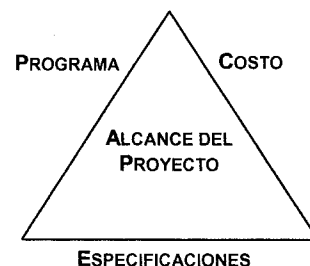 PROGRAMA
COSTO
ALCANCE DEL
PROYECTO
ESPECIFICACIONES